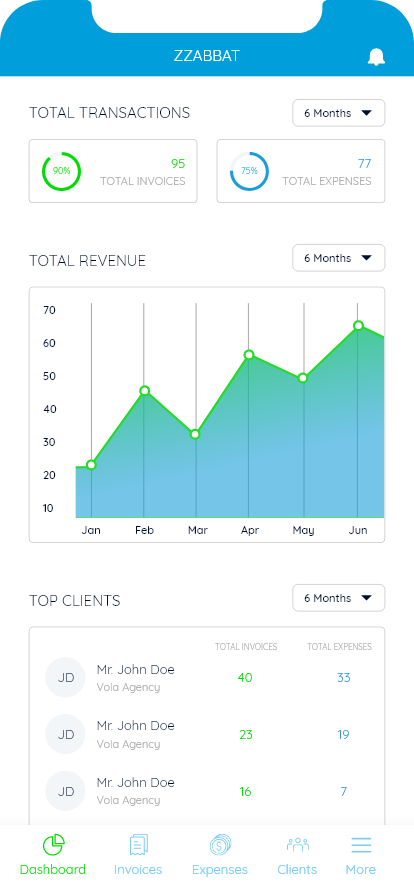 ZZABBAT
TOTAL TRANSACTIONS
6 Months
90%
95
TOTAL INVOICES
75%
77
TOTAL EXPENSES
TOTAL REVENUE
6 Months
70
60
50
40
30
20
10
Jan Feb Mar Apr May Jun
TOP CLIENTS
6 Months
TOTAL INVOICES TOTAL EXPENSES
JD Mr. John Doe 40 33
Vola Agency
JD Mr. John Doe 23 19
Vola Agency
JD Mr. John Doe 16 7
Vola Agency
Dashboard Invoices Expenses Clients More